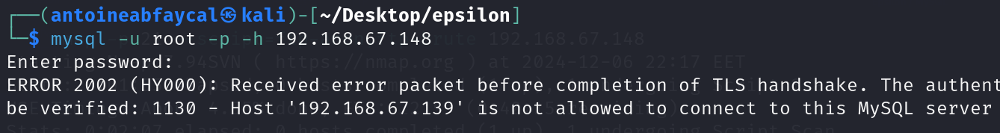 ┌──(antoineabfaycal㉿kali)-[~/Desktop/epsilon]
└─$ mysql -u root -p -h 192.168.67.148
Enter password:
ERROR 2002 (HY000): Received error packet before completion of TLS handshake. The authent
be verified: 1130 - Host '192.168.67.139' is not allowed to connect to this MySQL server